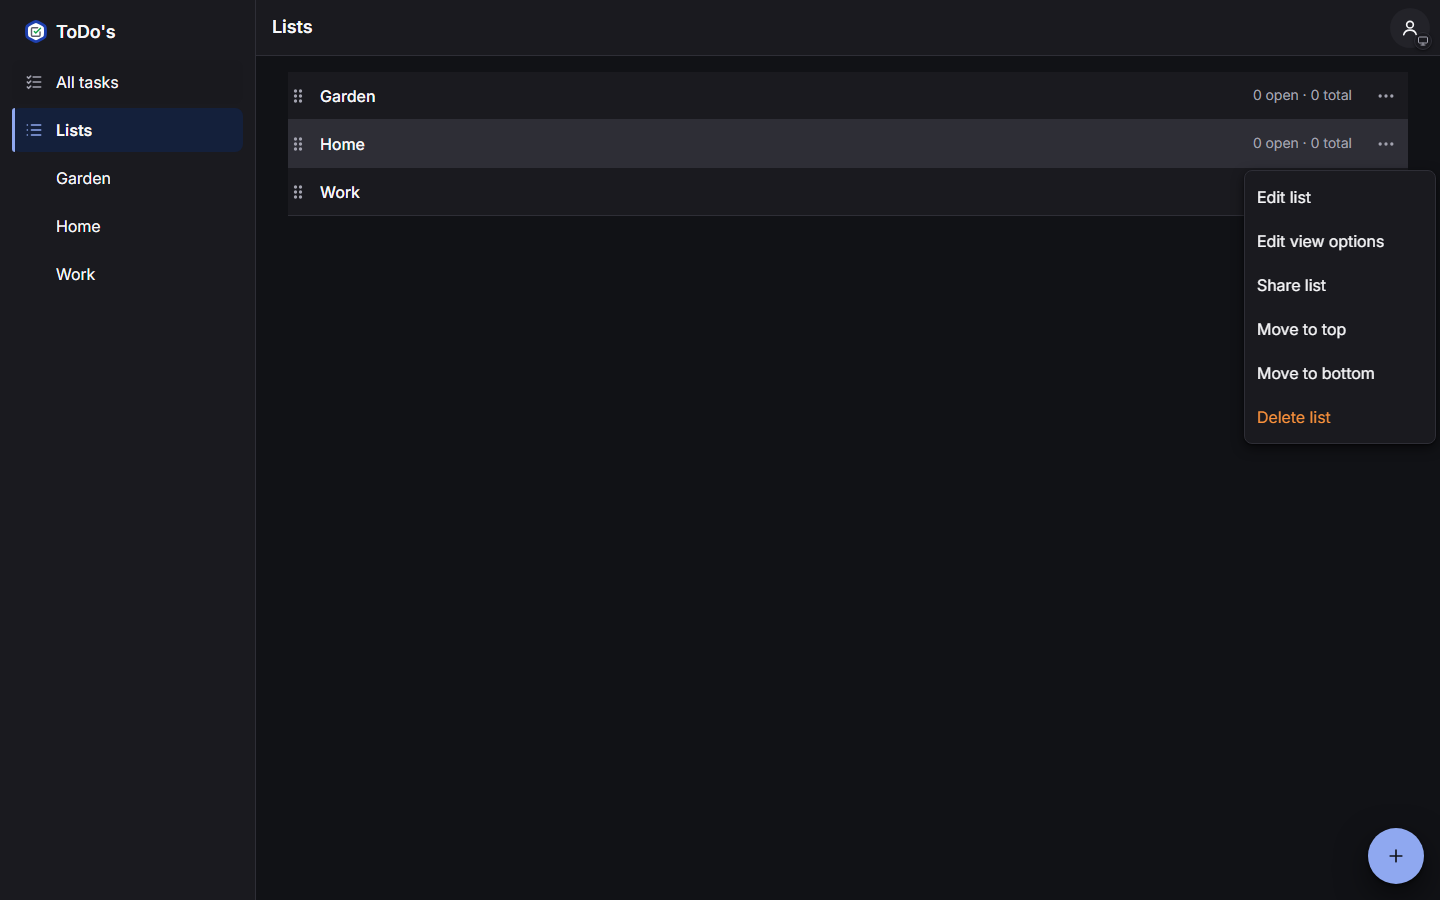 ToDo's
All tasks
Lists
Garden
Home
Work
Lists
Garden
0 open · 0 total
Home
0 open · 0 total
Work
Edit list
Edit view options
Share list
Move to top
Move to bottom
Delete list